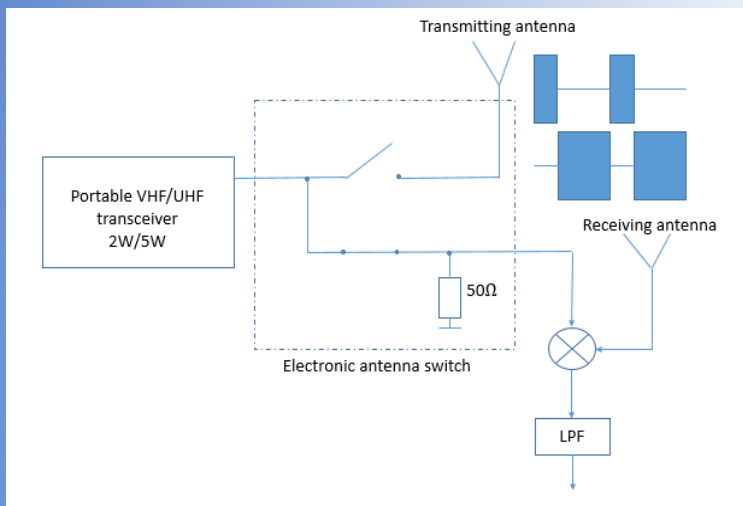 Transmitting antenna
Portable VHF/UHF
transceiver
2W/5W
Receiving antenna
50Ω
Electronic antenna switch
LPF